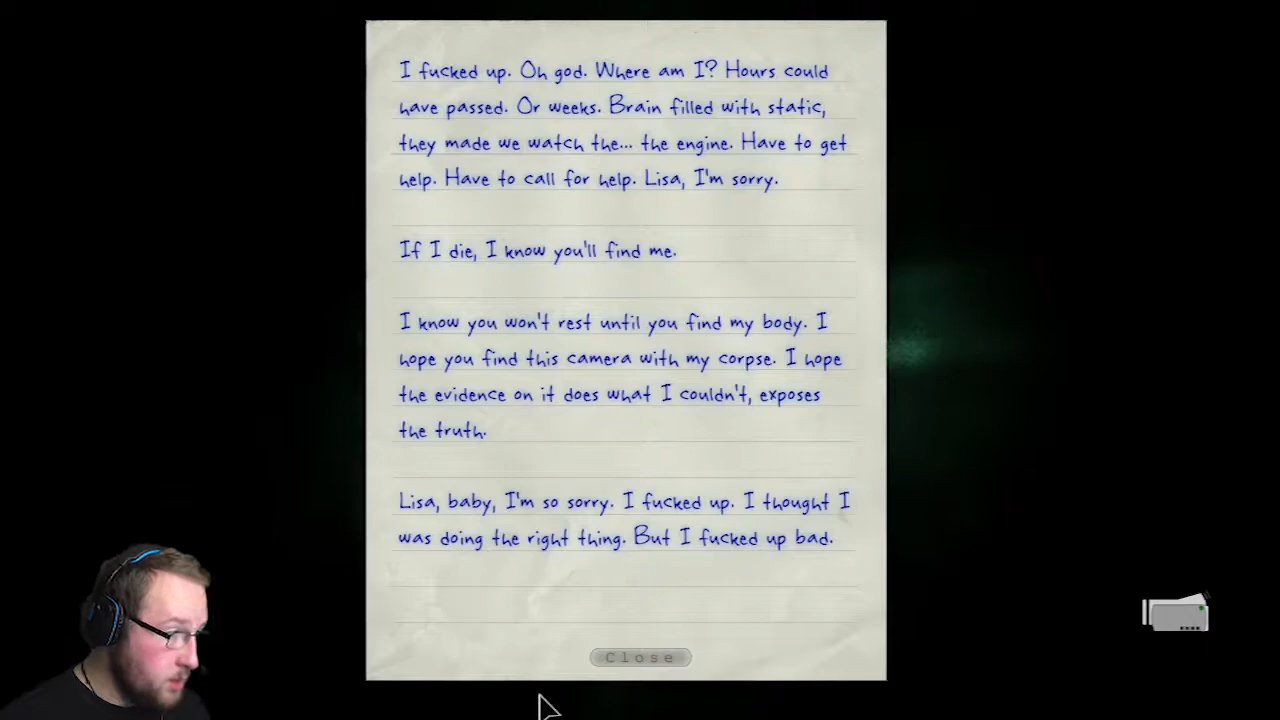 I fucked up. Oh god. Where am I? Hours could
have passed. Or weeks. Brain filled with static,
they made we watch the... the engine. Have to get
help. Have to call for help. Lisa, I'm sorry.
If I die, I know you'll find me.
I know you won't rest until you find my body. I
hope you find this camera with my corpse. I hope
the evidence on it does what I couldn't, exposes
the truth.
Lisa, baby, I'm so sorry. I fucked up. I thought I
was doing the right thing. But I fucked up bad.
Close